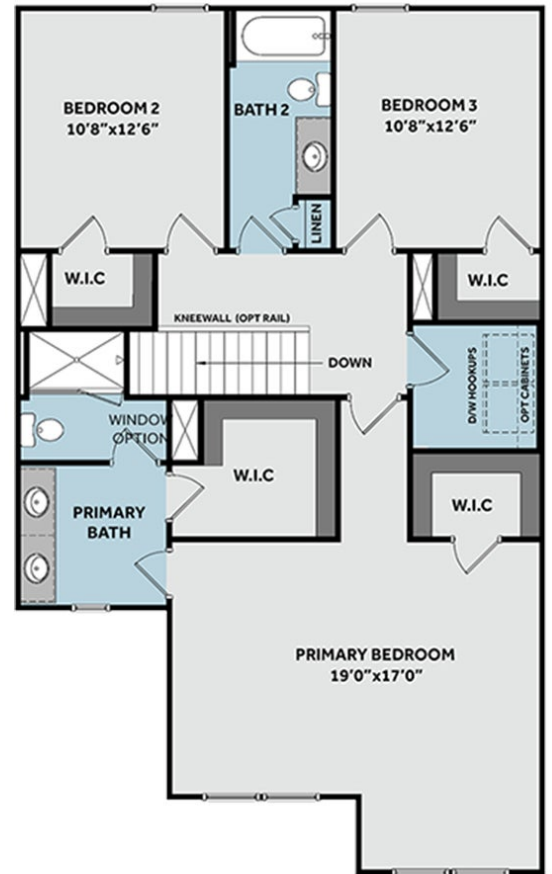 BEDROOM 2
10'8"x12'6"
BATH 2
BEDROOM 3
10'8"x12'6"
LINEN
W.I.C
W.I.C
KNEEWALL (OPT RAIL)
DOWN
D/W HOOKUPS
OPT CABINETS
WINDOW
OPTION
W.I.C
W.I.C
PRIMARY
BATH
PRIMARY BEDROOM
19'0"x17'0"